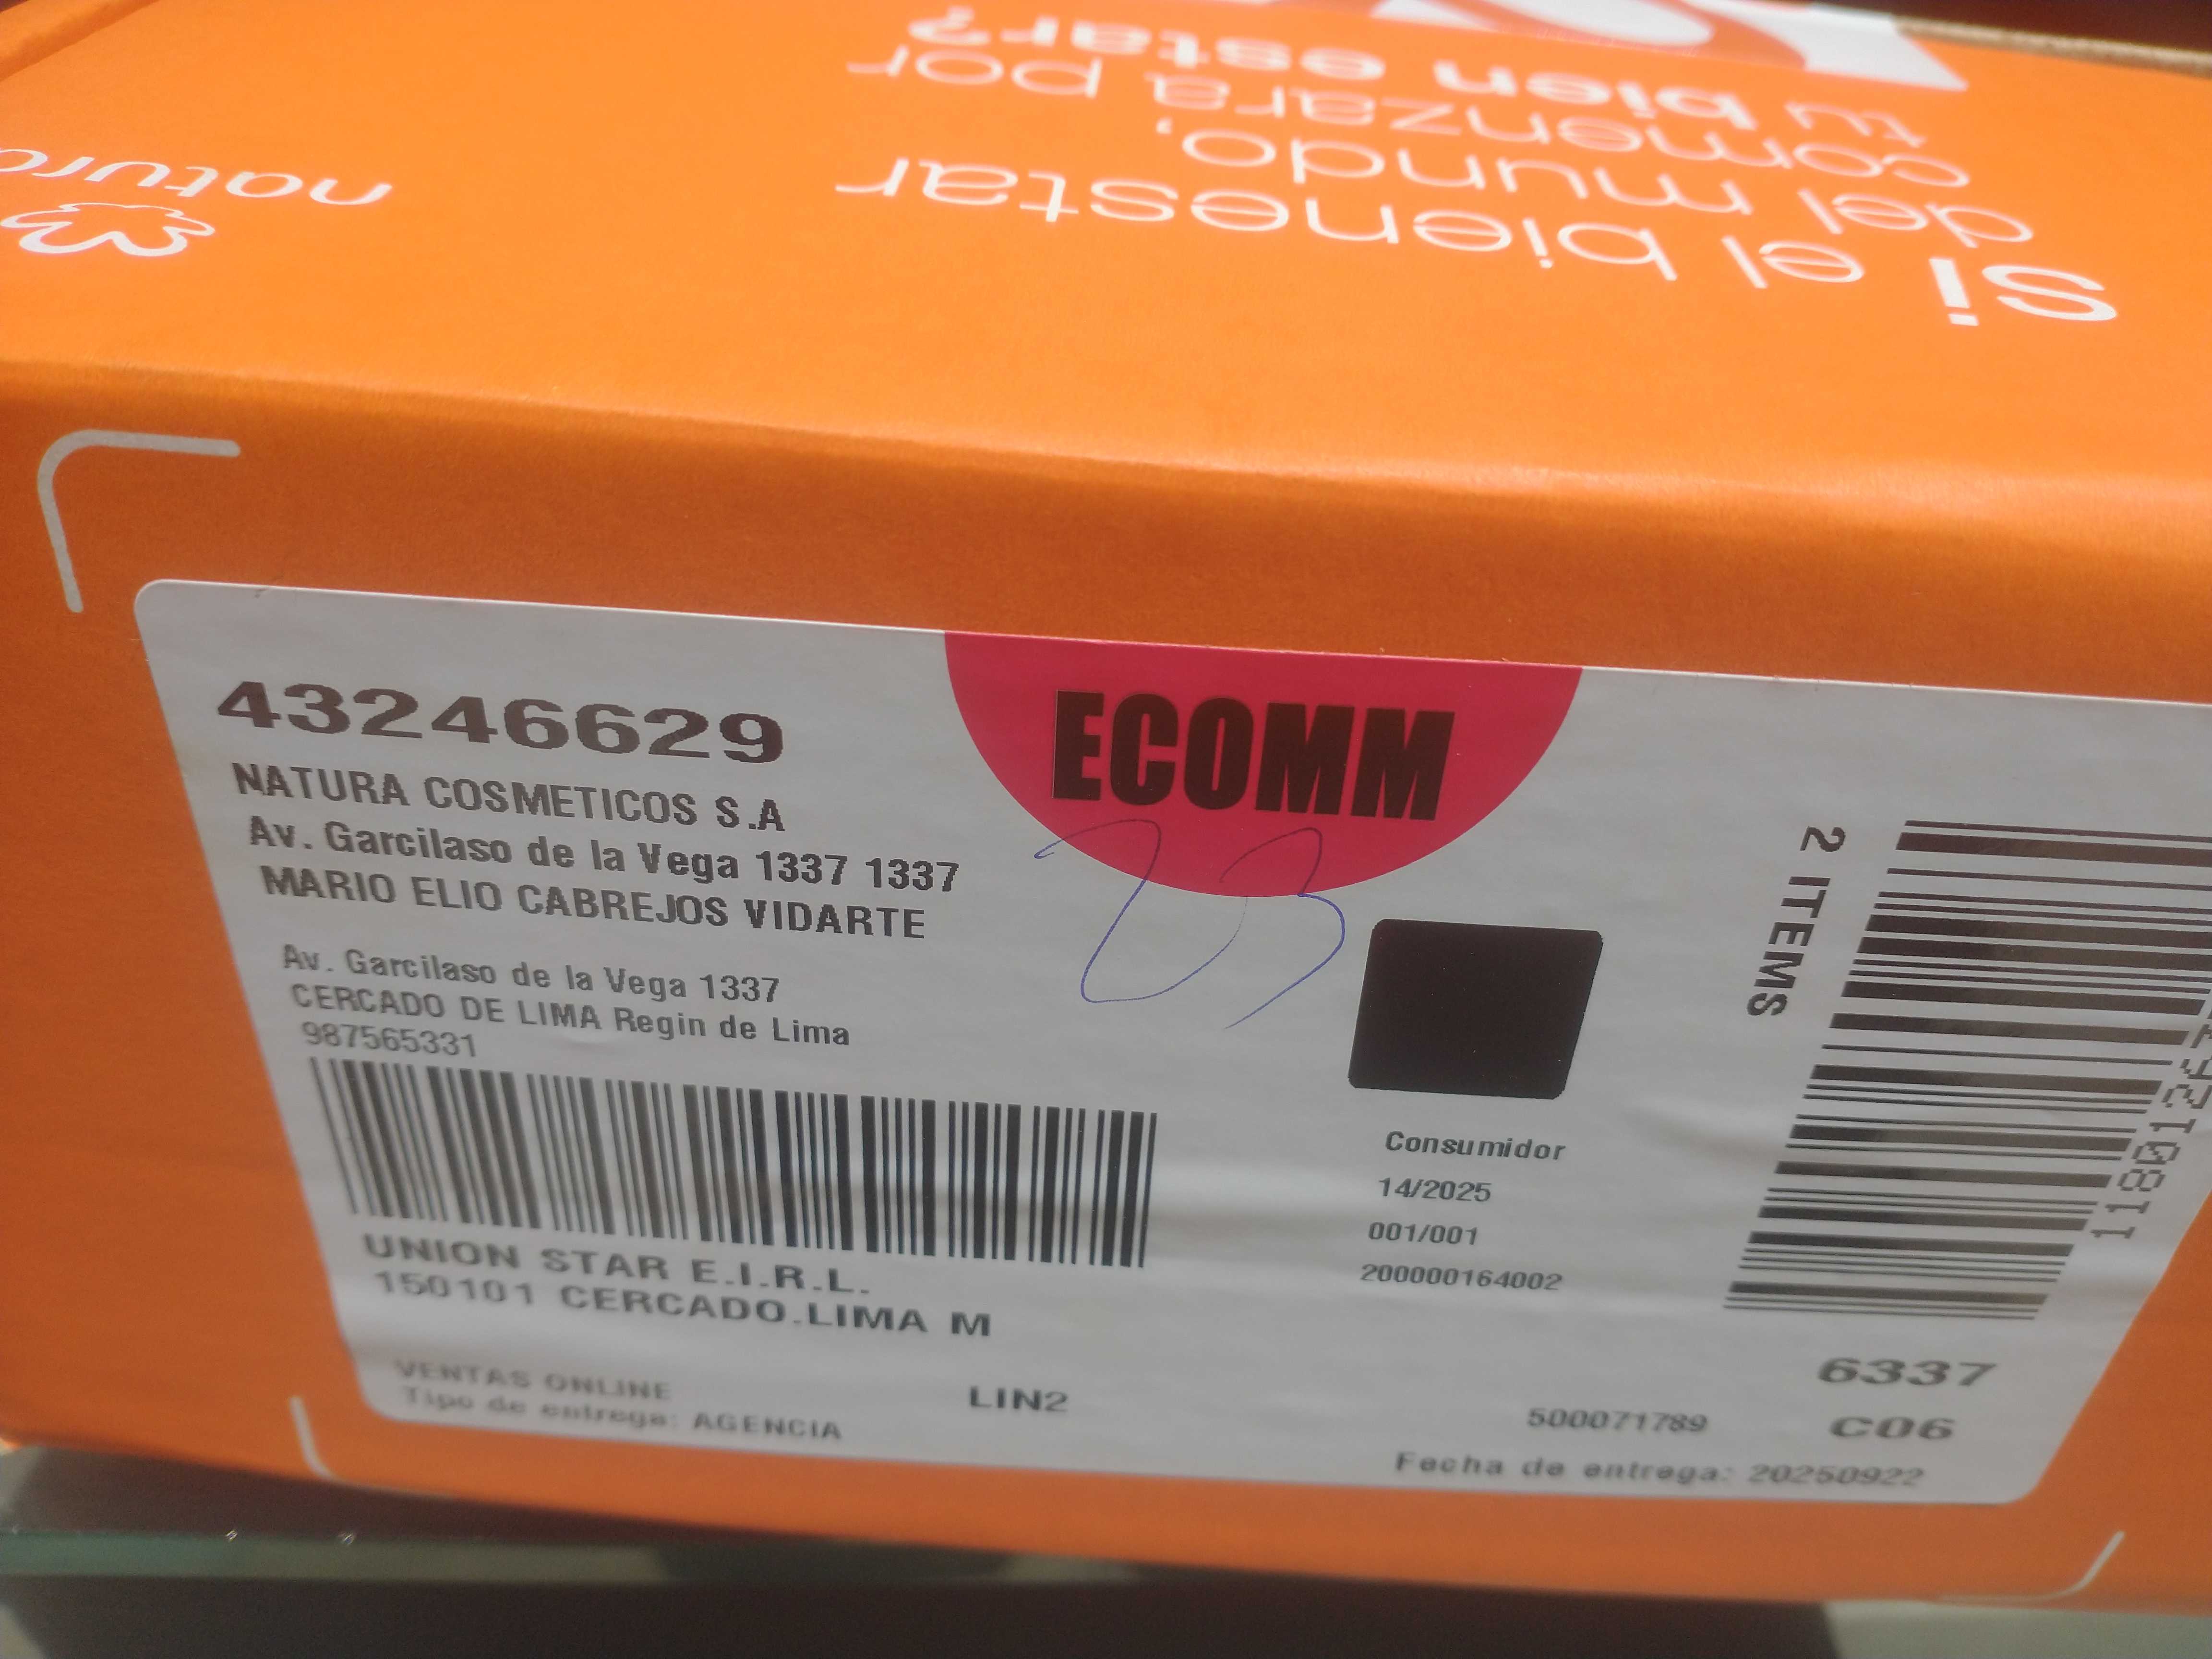 Si el bienestar
del mundo,
comenzara por
tu bien estar?
natura
43246629
NATURA COSMETICOS S.A
Av. Garcilaso de la Vega 1337 1337
MARIO ELIO CABREJOS VIDARTE
Av. Garcilaso de la Vega 1337
CERCADO DE LIMA Regin de Lima
987565331
UNION STAR E.I.R.L.
150101 CERCADO.LIMA M
VENTAS ONLINE
Tipo de entrega: AGENCIA
LIN2
ECOMM
23
Consumidor
14/2025
001/001
200000164002
2 ITEMS
6337
500071789
C06
Fecha de entrega: 20250922